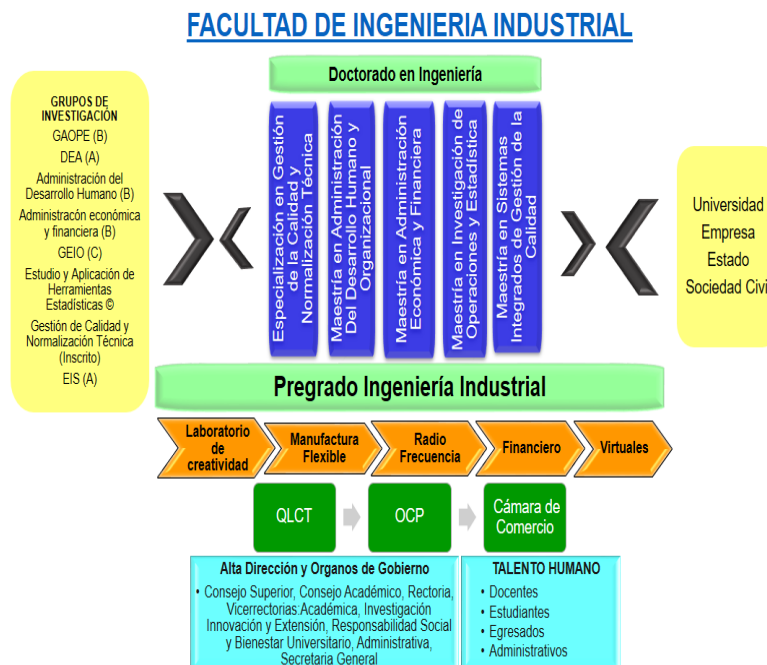 FACULTAD DE INGENIERIA INDUSTRIAL
Doctorado en Ingeniería
GRUPOS DE
INVESTIGACIÓN
GAOPE (B)
DEA (A)
Administración del
Desarrollo Humano (B)
Administracón económica
y financiera (B)
GEIO (C)
Estudio y Aplicación de
Herramientas
Estadísticas ©
Gestión de Calidad y
Normalización Técnica
(Inscrito)
EIS (A)
Especialización en Gestión
de la Calidad y
Normalización Técnica
Maestría en Administración
Del Desarrollo Humano y
Organizacional
Maestría en Administración
Económica y Financiera
Maestría en Investigación de
Operaciones y Estadística
Maestría en Sistemas
Integrados de Gestión de la
Calidad
Universidad
Empresa
Estado
Sociedad Civi
Pregrado Ingeniería Industrial
Laboratorio
de
creatividad
Manufactura
Flexible
Radio
Frecuencia
Financiero
Virtuales
QLCT
OCP
Cámara de
Comercio
Alta Dirección y Organos de Gobierno
• Consejo Superior, Consejo Académico, Rectoria,
Vicerrectorias:Académica, Investigación
Innovación y Extensión, Responsabilidad Social
y Bienestar Universitario, Administrativa,
Secretaria General
TALENTO HUMANO
• Docentes
• Estudiantes
• Egresados
• Administrativos